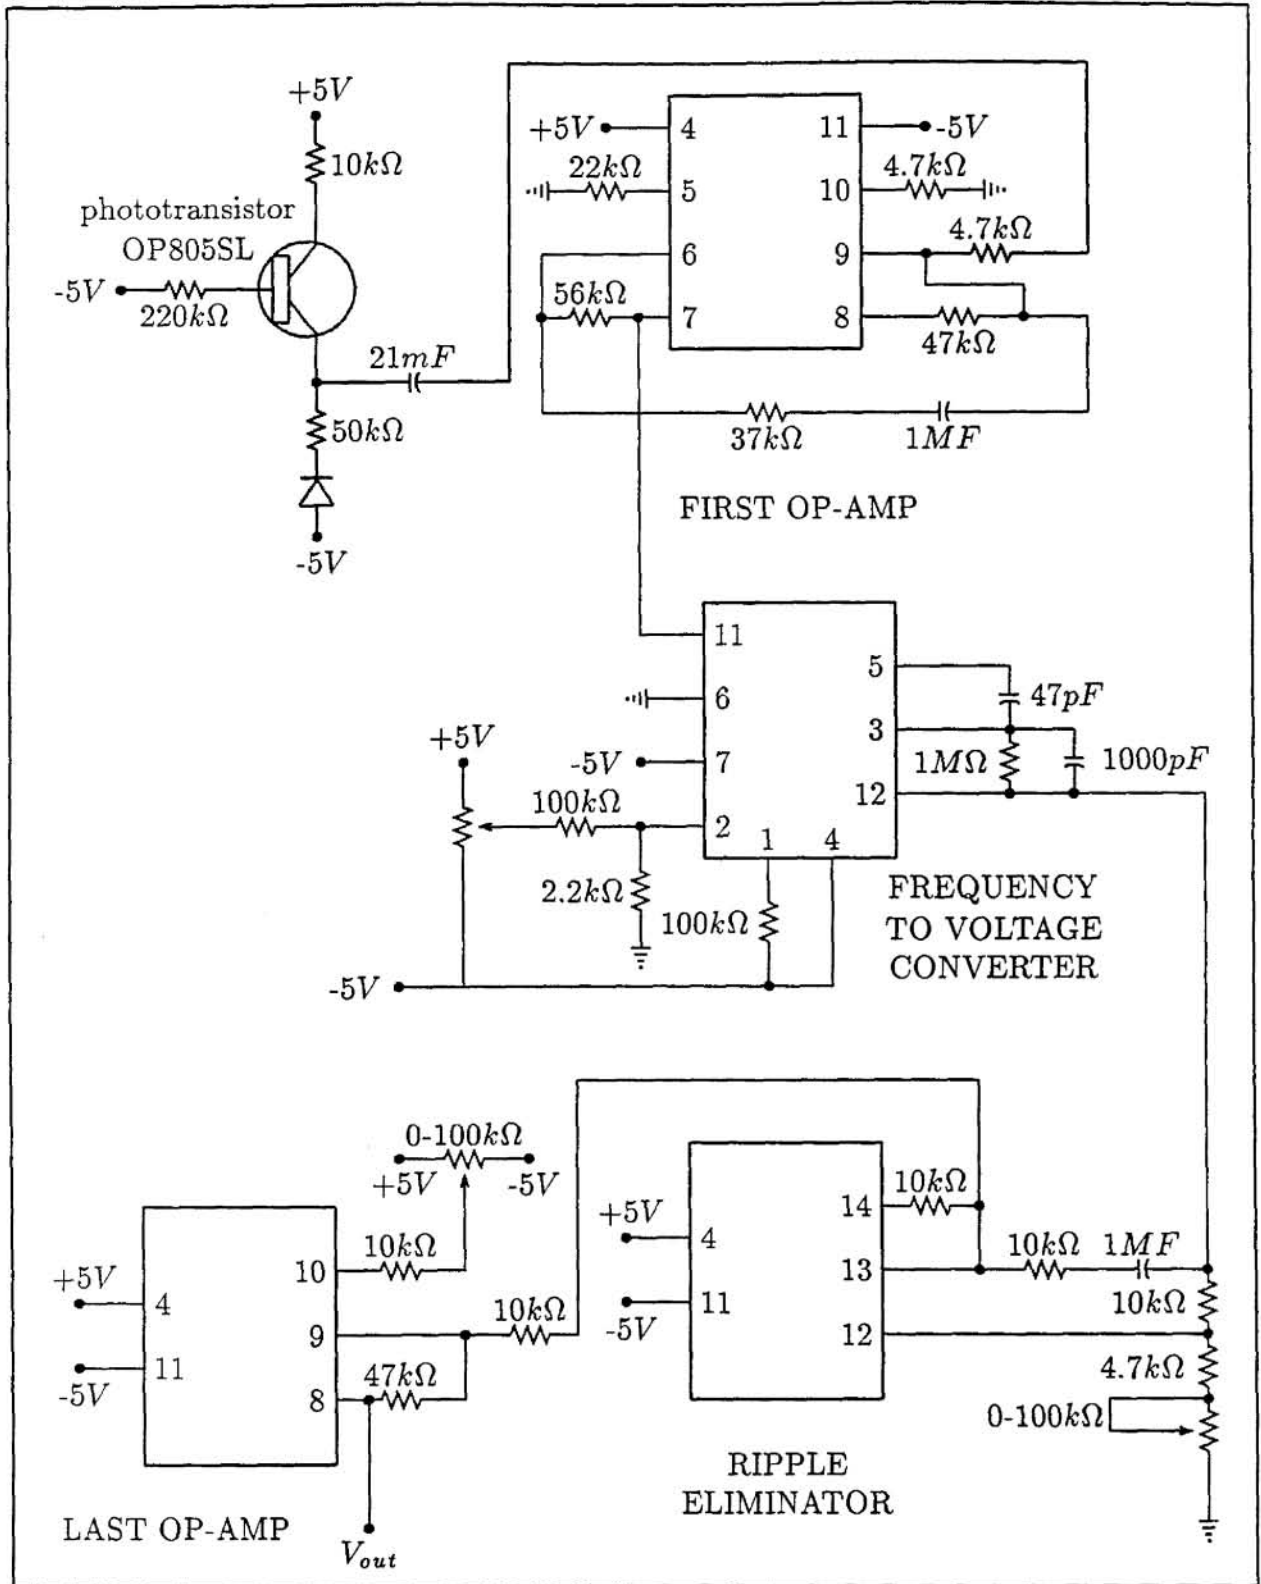 +5V
10kΩ
phototransistor
OP805SL
-5V
220kΩ
21mF
50kΩ
-5V
+5V
4
11
-5V
22kΩ
5
10
4.7kΩ
6
9
4.7kΩ
56kΩ
7
8
47kΩ
37kΩ
1MF
FIRST OP-AMP
11
5
47pF
6
3
+5V
-5V
7
1MΩ
1000pF
12
100kΩ
2
1
4
2.2kΩ
100kΩ
FREQUENCY
TO VOLTAGE
CONVERTER
-5V
0-100kΩ
+5V
-5V
10kΩ
10
+5V
4
9
10kΩ
-5V
11
47kΩ
8
LAST OP-AMP
Vout
+5V
4
14
10kΩ
13
10kΩ
1MF
-5V
11
12
10kΩ
4.7kΩ
0-100kΩ
RIPPLE
ELIMINATOR